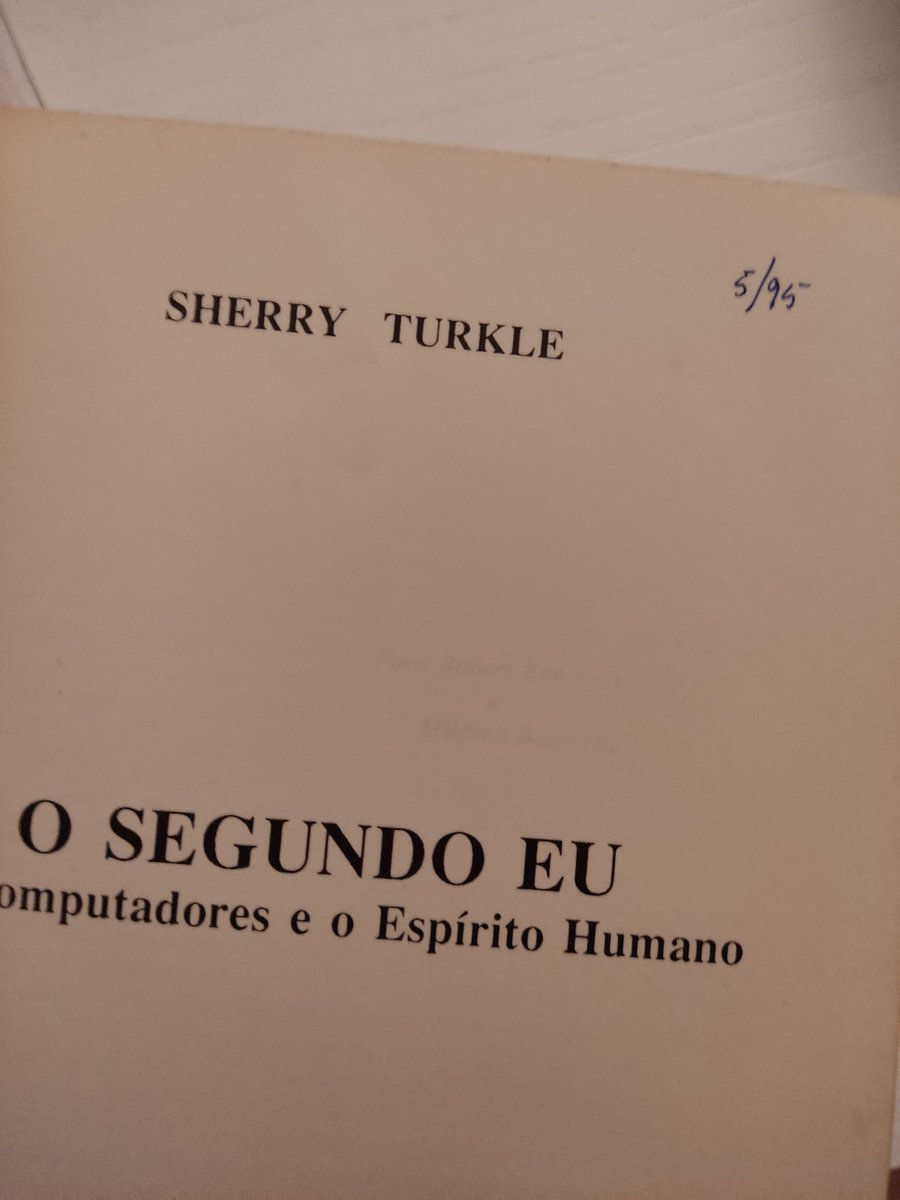 5/95
SHERRY TURKLE
O SEGUNDO EU
omputadores e o Espírito Humano